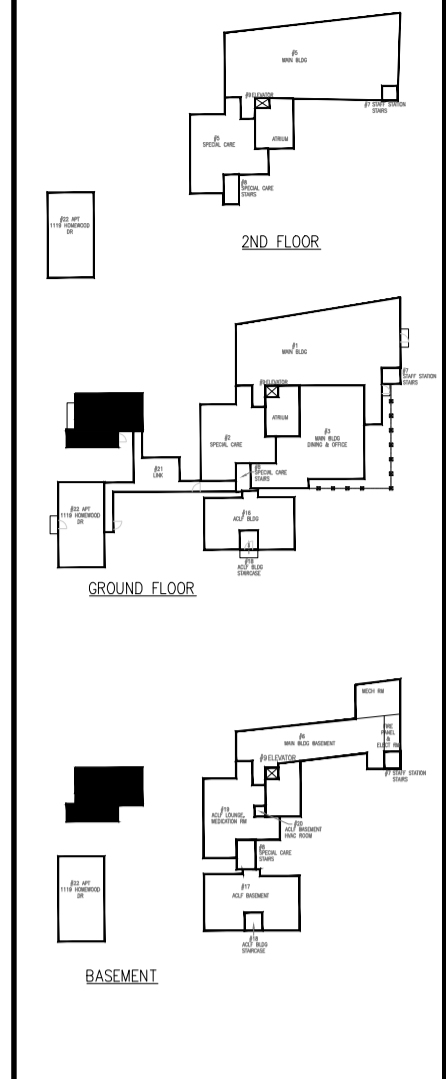 #5
MAIN BLDG
#9 ELEVATOR
#7 STAFF STATION
STAIRS
#5
SPECIAL CARE
ATRIUM
#8
SPECIAL CARE
STAIRS
#22 APT
1119 HOMEWOOD
DR
2ND FLOOR
#1
MAIN BLDG
#7
STAFF STATION
STAIRS
#9 ELEVATOR
ATRIUM
#3
MAIN BLDG
DINING & OFFICE
#2
SPECIAL CARE
#21
LINK
#8
SPECIAL CARE
STAIRS
#22 APT
1119 HOMEWOOD
DR
#16
ACLF BLDG
#18
ACLF BLDG
STAIRCASE
GROUND FLOOR
MECH RM
#6
MAIN BLDG BASEMENT
FIRE
PANEL
&
ELECT RM
#9 ELEVATOR
#7 STAFF STATION
STAIRS
#19
ACLF LOUNGE,
MEDICATION RM
#20
ACLF BASEMENT
HVAC ROOM
#8
SPECIAL CARE
STAIRS
#22 APT
1119 HOMEWOOD
DR
#17
ACLF BASEMENT
#18
ACLF BLDG
STAIRCASE
BASEMENT